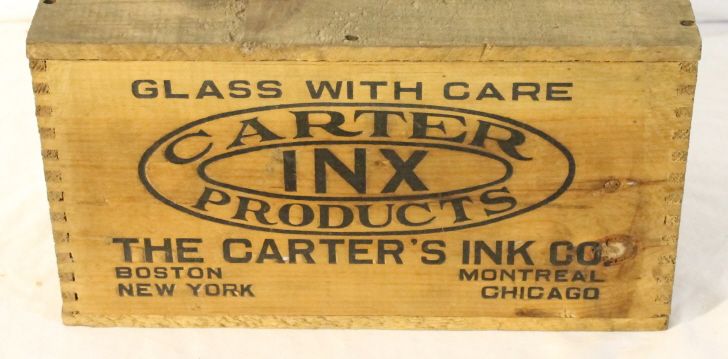 GLASS WITH CARE
CARTER
INX
PRODUCTS
THE CARTER'S INK CO.
BOSTON MONTREAL
NEW YORK CHICAGO